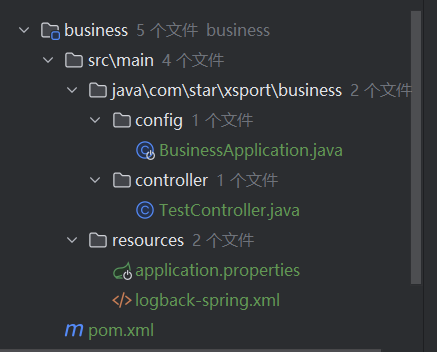 business 5 个文件 business
src\main 4 个文件
java\com\star\xsport\business 2 个文件
config 1 个文件
BusinessApplication.java
controller 1 个文件
TestController.java
resources 2 个文件
application.properties
logback-spring.xml
pom.xml